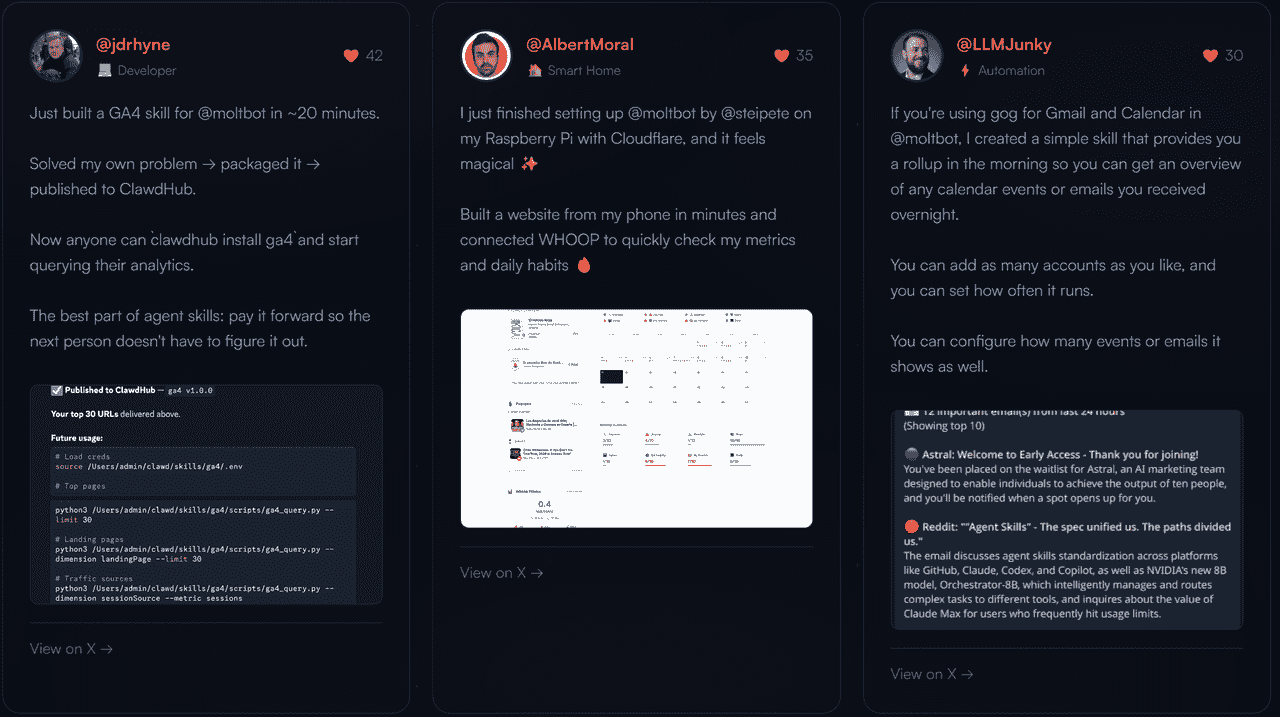 @jdrhyne
42
Developer
Just built a GA4 skill for @moltbot in ~20 minutes.
Solved my own problem → packaged it →
published to ClawdHub.
Now anyone can `clawdhub install ga4` and start
querying their analytics.
The best part of agent skills: pay it forward so the
next person doesn't have to figure it out.
Published to ClawdHub — ga4 v1.0.0
Your top 30 URLs delivered above.
Future usage:
# Load creds
source /Users/admin/clawd/skills/ga4/.env
# Top pages
python3 /Users/admin/clawd/skills/ga4/scripts/ga4_query.py --
limit 30
# Landing pages
python3 /Users/admin/clawd/skills/ga4/scripts/ga4_query.py --
dimension landingPage --limit 30
# Traffic sources
python3 /Users/admin/clawd/skills/ga4/scripts/ga4_query.py --
dimension sessionSource --metric sessions
View on X →
@AlbertMoral
35
Smart Home
I just finished setting up @moltbot by @steipete on
my Raspberry Pi with Cloudflare, and it feels
magical ✨
Built a website from my phone in minutes and
connected WHOOP to quickly check my metrics
and daily habits
0.4
View on X →
@LLMJunky
30
Automation
If you're using gog for Gmail and Calendar in
@moltbot, I created a simple skill that provides you
a rollup in the morning so you can get an overview
of any calendar events or emails you received
overnight.
You can add as many accounts as you like, and
you can set how often it runs.
You can configure how many events or emails it
shows as well.
12 important email(s) from last 24 hours
(Showing top 10)
Astral: Welcome to Early Access - Thank you for joining!
You've been placed on the waitlist for Astral, an AI marketing team
designed to enable individuals to achieve the output of ten people,
and you'll be notified when a spot opens up for you.
Reddit: ""Agent Skills" - The spec unified us. The paths divided
us."
The email discusses agent skills standardization across platforms
like GitHub, Claude, Codex, and Copilot, as well as NVIDIA's new 8B
model, Orchestrator-8B, which intelligently manages and routes
complex tasks to different tools, and inquires about the value of
Claude Max for users who frequently hit usage limits.
View on X →